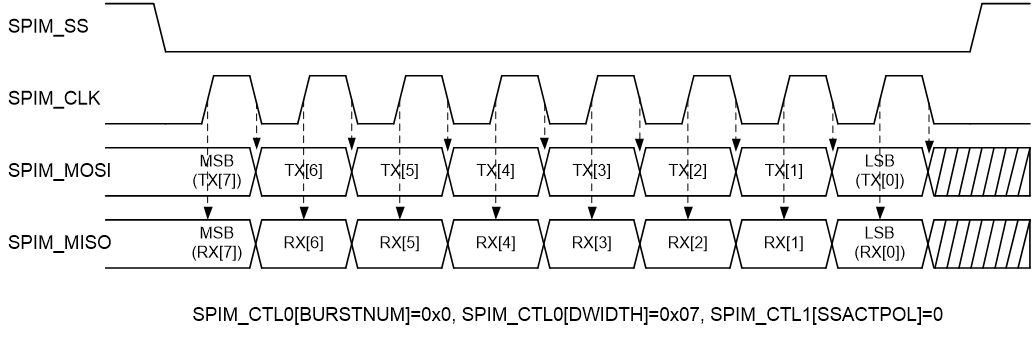 SPIM_SS
SPIM_CLK
SPIM_MOSI MSB (TX[7]) TX[6] TX[5] TX[4] TX[3] TX[2] TX[1] LSB (TX[0])
SPIM_MISO MSB (RX[7]) RX[6] RX[5] RX[4] RX[3] RX[2] RX[1] LSB (RX[0])
SPIM_CTL0[BURSTNUM]=0x0, SPIM_CTL0[DWIDTH]=0x07, SPIM_CTL1[SSACTPOL]=0